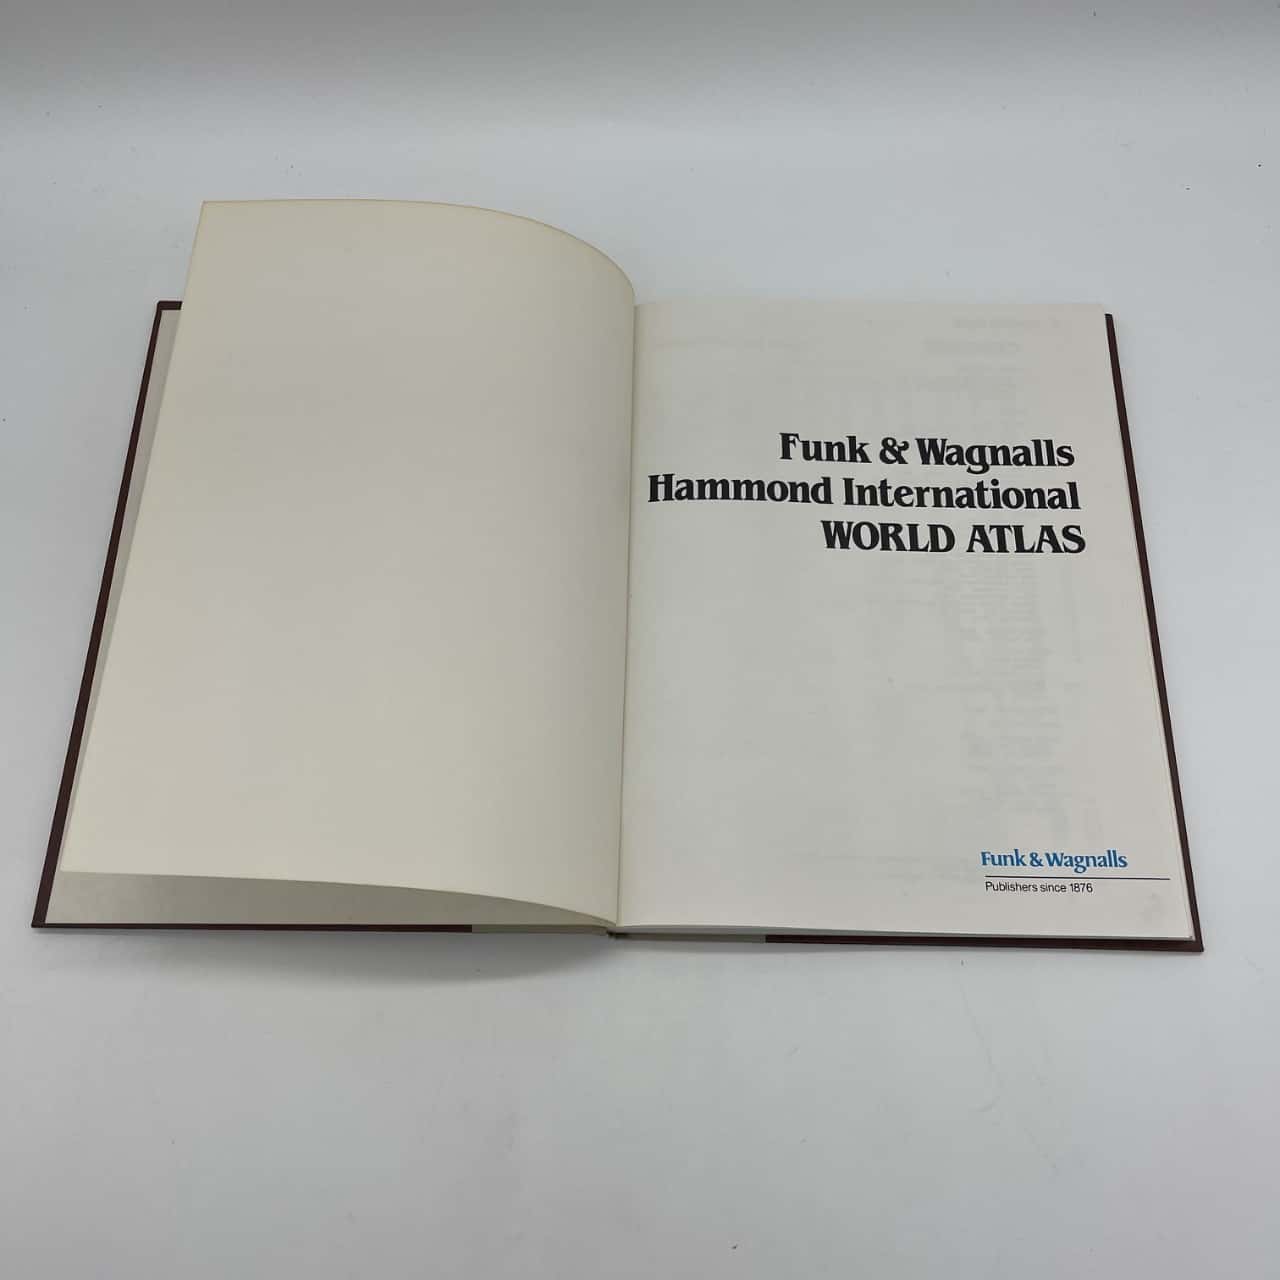 Funk & Wagnalls
Hammond International
WORLD ATLAS
Funk & Wagnalls
Publishers since 1876